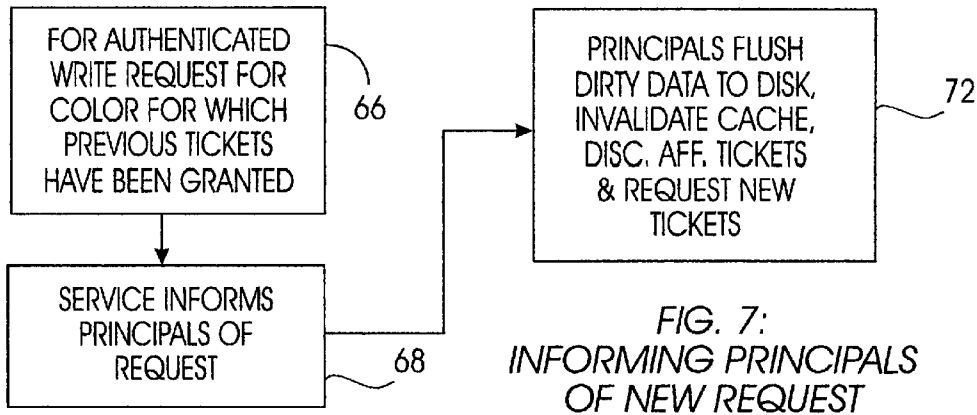 FOR AUTHENTICATED
WRITE REQUEST FOR
COLOR FOR WHICH
PREVIOUS TICKETS
HAVE BEEN GRANTED
66
SERVICE INFORMS
PRINCIPALS OF
REQUEST
68
PRINCIPALS FLUSH
DIRTY DATA TO DISK,
INVALIDATE CACHE,
DISC. AFF. TICKETS
& REQUEST NEW
TICKETS
72
FIG. 7:
INFORMING PRINCIPALS
OF NEW REQUEST